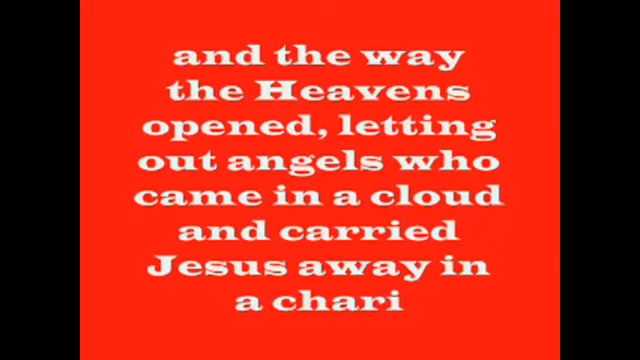 and the way
the Heavens
opened, letting
out angels who
came in a cloud
and carried
Jesus away in
a chari